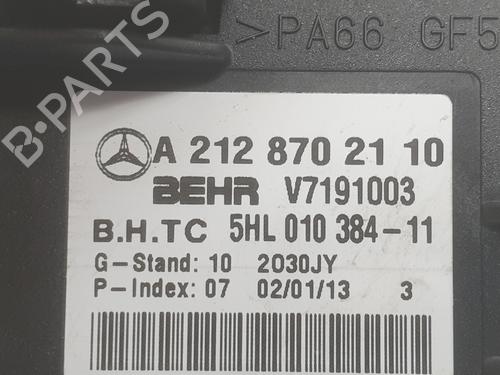 >PA66 GF5
B-PARTS
A 212 870 21 10
BEHR V7191003
B.H.TC 5HL 010 384-11
G-Stand: 10 2030JY
P-Index: 07 02/01/13 3